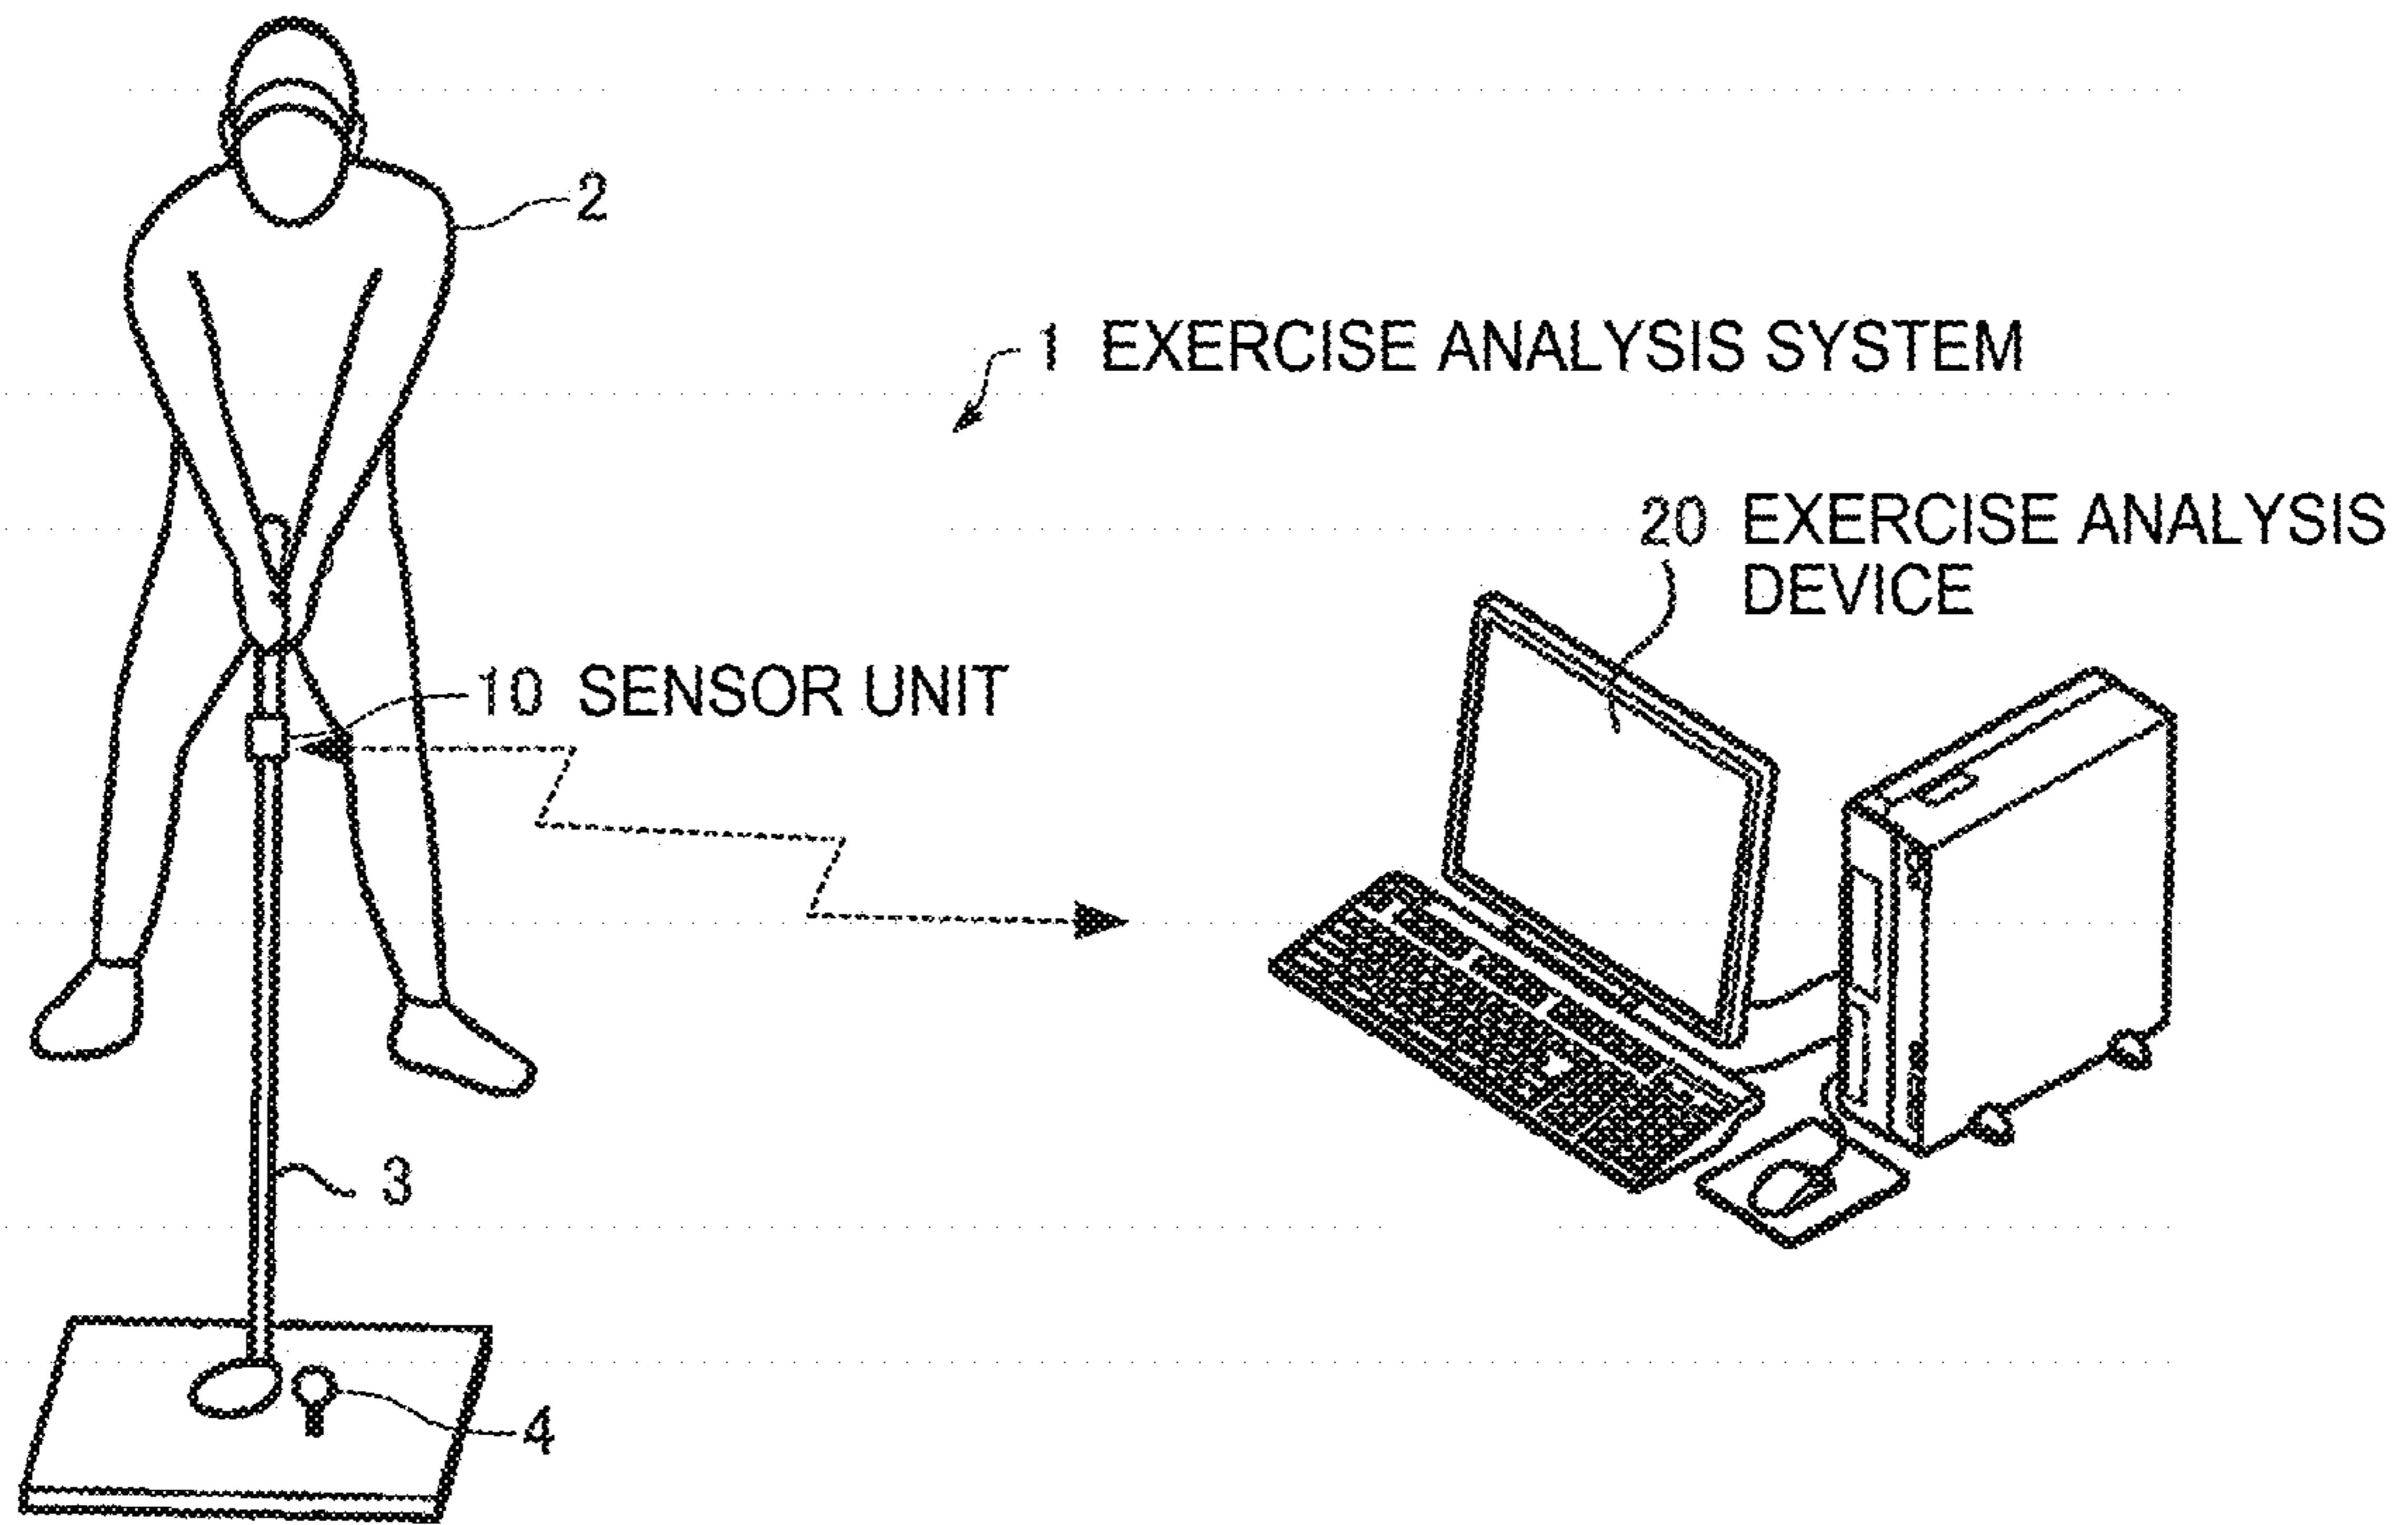 2
1 EXERCISE ANALYSIS SYSTEM
20 EXERCISE ANALYSIS
DEVICE
10 SENSOR UNIT
3
4